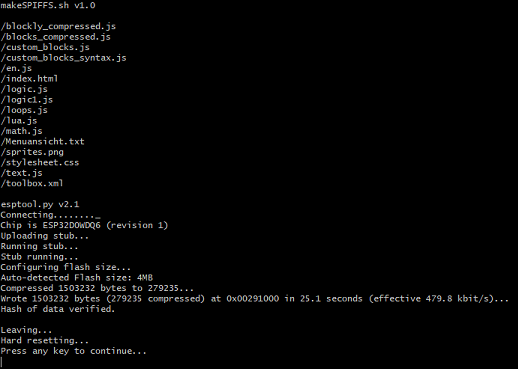 makeSPIFFS.sh v1.0
/blockly_compressed.js
/blocks_compressed.js
/custom_blocks.js
/custom_blocks_syntax.js
/en.js
/index.html
/logic.js
/logic1.js
/loops.js
/lua.js
/math.js
/Menuansicht.txt
/sprites.png
/stylesheet.css
/text.js
/toolbox.xml
esptool.py v2.1
Connecting........_
Chip is ESP32D0WDQ6 (revision 1)
Uploading stub...
Running stub...
Stub running...
Configuring flash size...
Auto-detected Flash size: 4MB
Compressed 1503232 bytes to 279235...
Wrote 1503232 bytes (279235 compressed) at 0x00291000 in 25.1 seconds (effective 479.8 kbit/s)...
Hash of data verified.
Leaving...
Hard resetting...
Press any key to continue...